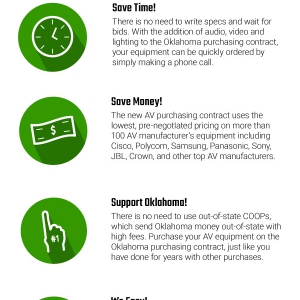 Save Time!
There is no need to write specs and wait for
bids. With the addition of audio, video and
lighting to the Oklahoma purchasing contract,
your equipment can be quickly ordered by
simply making a phone call.
Save Money!
The new AV purchasing contract uses the
lowest, pre-negotiated pricing on more than
100 AV manufacturer's equipment including
Cisco, Polycom, Samsung, Panasonic, Sony,
JBL, Crown, and other top AV manufacturers.
Support Oklahoma!
#1
There is no need to use out-of-state COOPs,
which send Oklahoma money out-of-state with
high fees. Purchase your AV equipment on the
Oklahoma purchasing contract, just like you
have done for years with other purchases.
It's Easy!